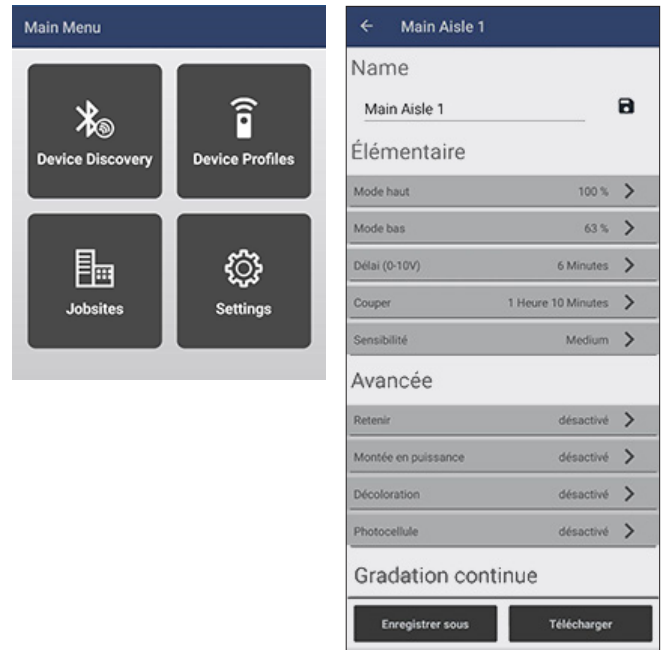 Main Menu
Device Discovery
Device Profiles
Jobsites
Settings
Main Aisle 1
Name
Main Aisle 1
Élémentaire
Mode haut 100 %
Mode bas 63 %
Délai (0-10V) 6 Minutes
Couper 1 Heure 10 Minutes
Sensibilité Medium
Avancée
Retenir désactivé
Montée en puissance désactivé
Décoloration désactivé
Photocellule désactivé
Gradation continue
Enregistrer sous Télécharger